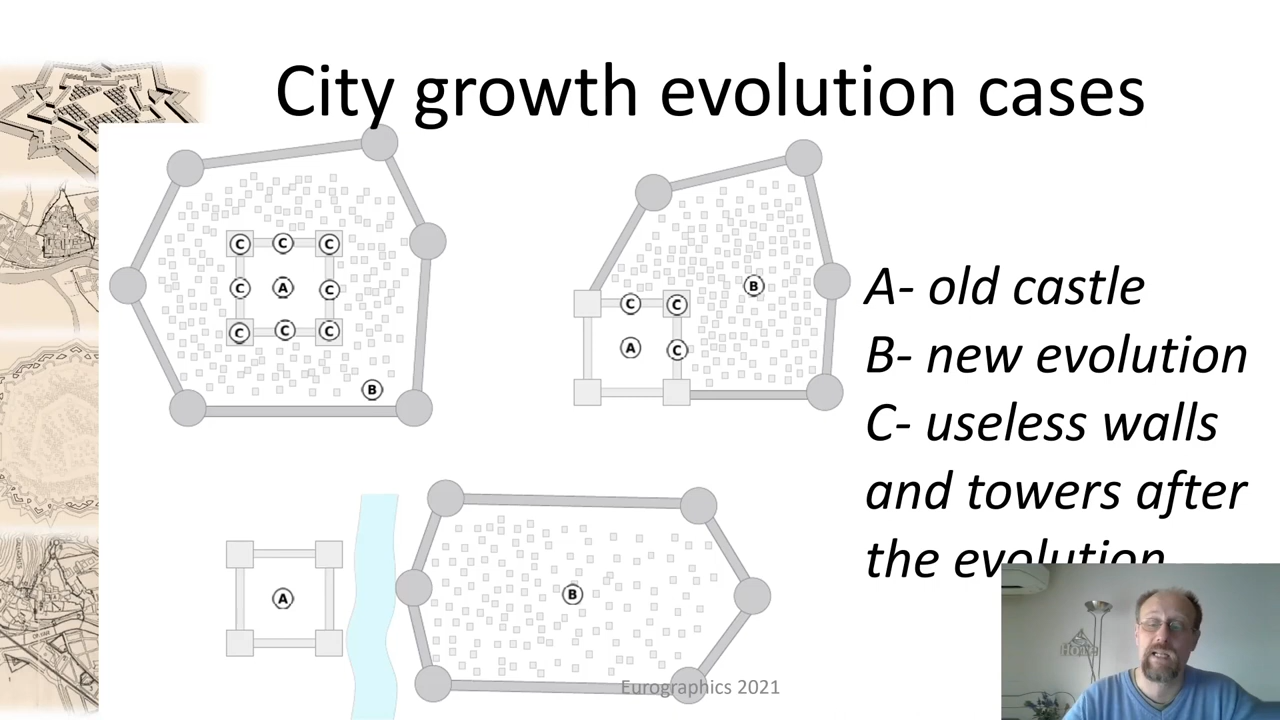 City growth evolution cases
C C C
C A C
C C C
B
C C
A C
B
A- old castle
B- new evolution
C- useless walls
and towers after
the evolution
A
B
Eurographics 2021